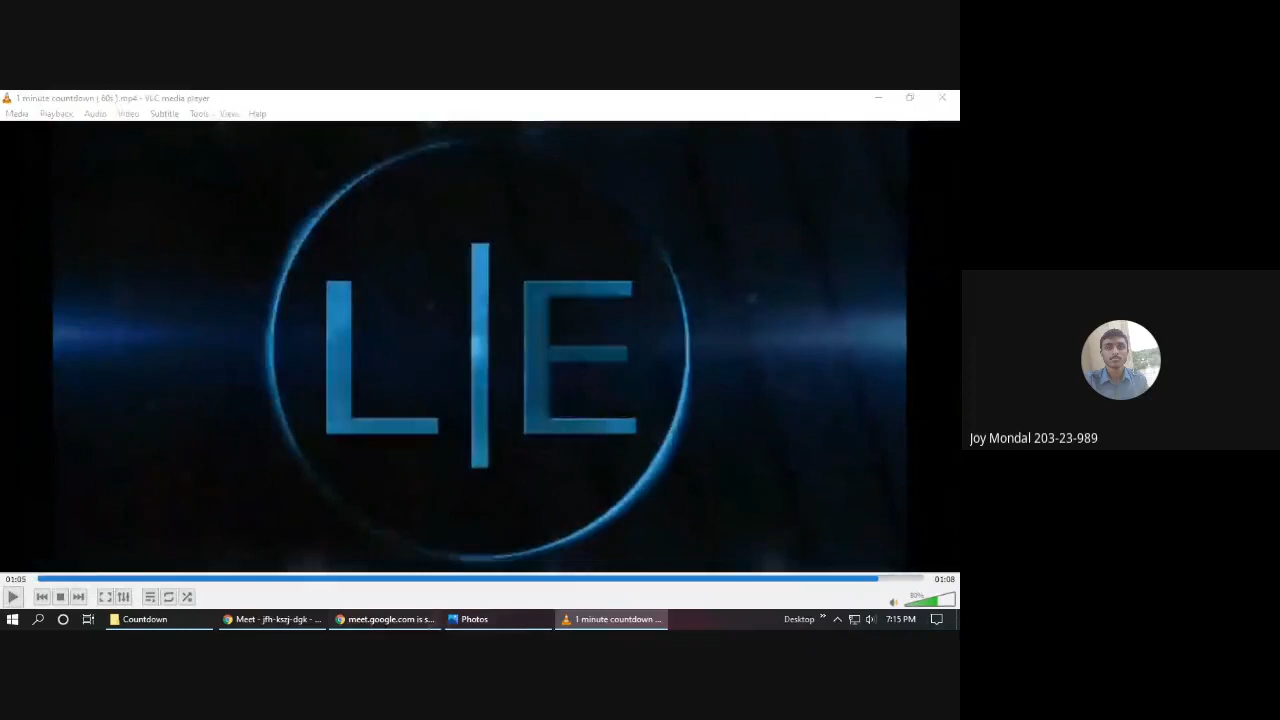 1 minute countdown ( 60s ).mp4 - VLC media player
Media Playback Audio Video Subtitle Tools View Help
L|E
Joy Mondal 203-23-989
01:05
01:08
80%
Countdown
Meet - jfh-kszj-dgk - ...
meet.google.com is s...
Photos
1 minute countdown ...
Desktop
7:15 PM